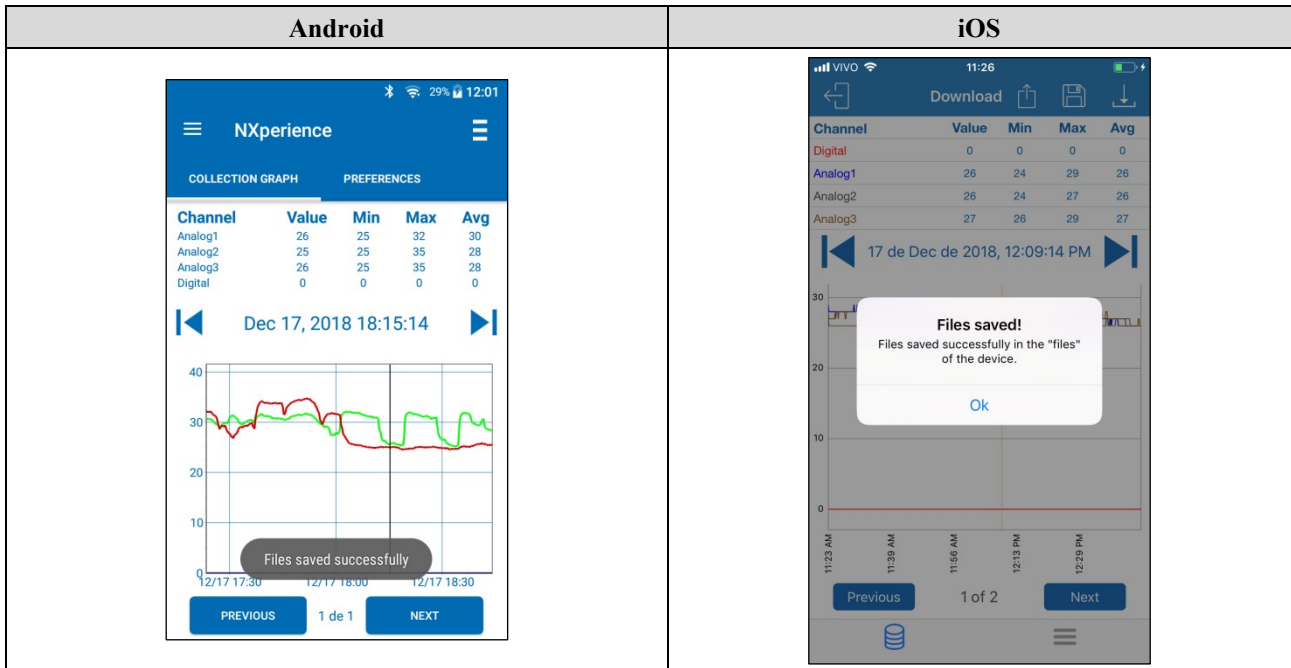 Android
iOS
29% 12:01
NXperience
COLLECTION GRAPH PREFERENCES
Channel Value Min Max Avg
Analog1 26 25 32 30
Analog2 25 25 35 28
Analog3 26 25 35 28
Digital 0 0 0 0
Dec 17, 2018 18:15:14
40
30
20
10
0
Files saved successfully
12/17 17:30 12/17 18:00 12/17 18:30
PREVIOUS 1 de 1 NEXT
VIVO 11:26
Download
Channel Value Min Max Avg
Digital 0 0 0 0
Analog1 26 24 29 26
Analog2 26 24 27 26
Analog3 27 26 29 27
17 de Dec de 2018, 12:09:14 PM
30
Files saved!
Files saved successfully in the "files"
of the device.
20
Ok
10
0
11:23 AM 11:39 AM 11:56 AM 12:13 PM 12:29 PM
Previous 1 of 2 Next